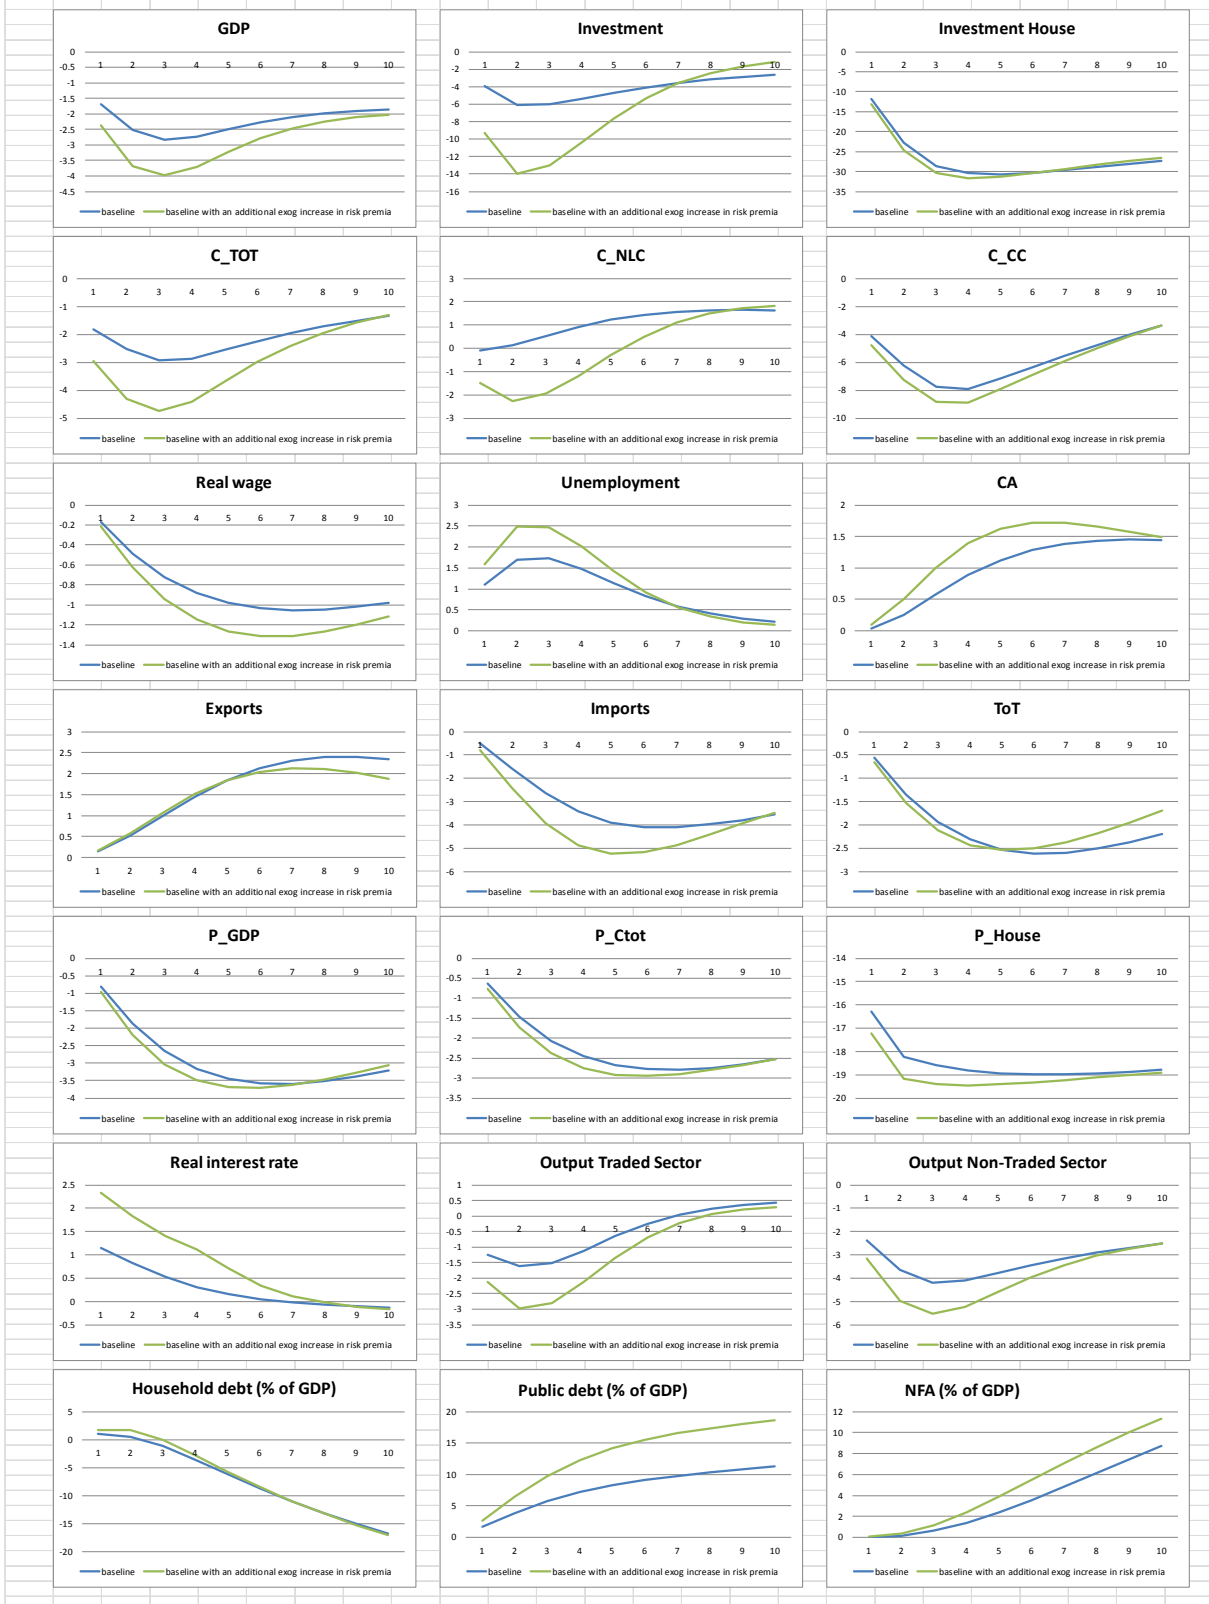 GDP
0
-0.5
-1
-1.5
-2
-2.5
-3
-3.5
-4
-4.5
1 2 3 4 5 6 7 8 9 10
baseline baseline with an additional exog increase in risk premia
Investment
0
-2
-4
-6
-8
-10
-12
-14
-16
1 2 3 4 5 6 7 8 9 10
baseline baseline with an additional exog increase in risk premia
Investment House
0
-5
-10
-15
-20
-25
-30
-35
1 2 3 4 5 6 7 8 9 10
baseline baseline with an additional exog increase in risk premia
C_TOT
0
-1
-2
-3
-4
-5
1 2 3 4 5 6 7 8 9 10
baseline baseline with an additional exog increase in risk premia
C_NLC
3
2
1
0
-1
-2
-3
1 2 3 4 5 6 7 8 9 10
baseline baseline with an additional exog increase in risk premia
C_CC
0
-2
-4
-6
-8
-10
1 2 3 4 5 6 7 8 9 10
baseline baseline with an additional exog increase in risk premia
Real wage
0
-0.2
-0.4
-0.6
-0.8
-1
-1.2
-1.4
1 2 3 4 5 6 7 8 9 10
baseline baseline with an additional exog increase in risk premia
Unemployment
3
2.5
2
1.5
1
0.5
0
1 2 3 4 5 6 7 8 9 10
baseline baseline with an additional exog increase in risk premia
CA
2
1.5
1
0.5
0
1 2 3 4 5 6 7 8 9 10
baseline baseline with an additional exog increase in risk premia
Exports
3
2.5
2
1.5
1
0.5
0
1 2 3 4 5 6 7 8 9 10
baseline baseline with an additional exog increase in risk premia
Imports
0
-1
-2
-3
-4
-5
-6
1 2 3 4 5 6 7 8 9 10
baseline baseline with an additional exog increase in risk premia
ToT
0
-0.5
-1
-1.5
-2
-2.5
-3
1 2 3 4 5 6 7 8 9 10
baseline baseline with an additional exog increase in risk premia
P_GDP
0
-0.5
-1
-1.5
-2
-2.5
-3
-3.5
-4
1 2 3 4 5 6 7 8 9 10
baseline baseline with an additional exog increase in risk premia
P_Ctot
0
-0.5
-1
-1.5
-2
-2.5
-3
-3.5
1 2 3 4 5 6 7 8 9 10
baseline baseline with an additional exog increase in risk premia
P_House
-14
-15
-16
-17
-18
-19
-20
1 2 3 4 5 6 7 8 9 10
baseline baseline with an additional exog increase in risk premia
Real interest rate
2.5
2
1.5
1
0.5
0
-0.5
1 2 3 4 5 6 7 8 9 10
baseline baseline with an additional exog increase in risk premia
Output Traded Sector
1
0.5
0
-0.5
-1
-1.5
-2
-2.5
-3
-3.5
1 2 3 4 5 6 7 8 9 10
baseline baseline with an additional exog increase in risk premia
Output Non-Traded Sector
0
-1
-2
-3
-4
-5
-6
1 2 3 4 5 6 7 8 9 10
baseline baseline with an additional exog increase in risk premia
Household debt (% of GDP)
5
0
-5
-10
-15
-20
1 2 3 4 5 6 7 8 9 10
baseline baseline with an additional exog increase in risk premia
Public debt (% of GDP)
20
15
10
5
0
1 2 3 4 5 6 7 8 9 10
baseline baseline with an additional exog increase in risk premia
NFA (% of GDP)
12
10
8
6
4
2
0
1 2 3 4 5 6 7 8 9 10
baseline baseline with an additional exog increase in risk premia